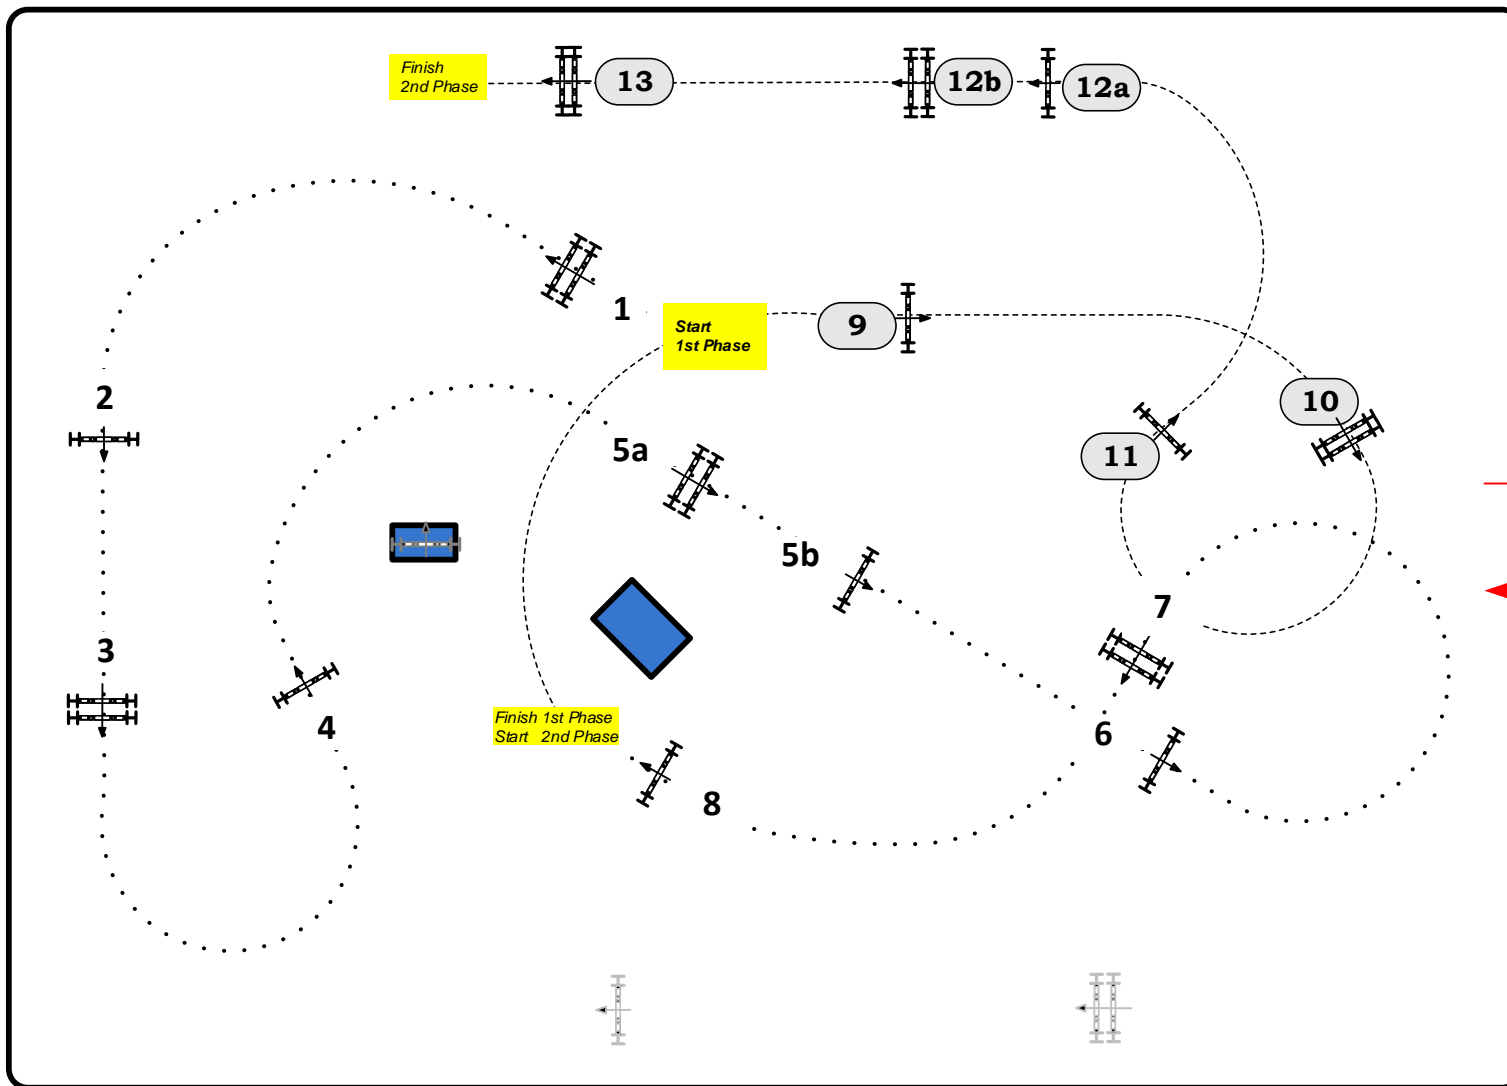 Finish
2nd Phase
13
12b
12a
1
Start
1st Phase
9
2
10
5a
11
5b
7
3
4
Finish 1st Phase
Start 2nd Phase
6
8